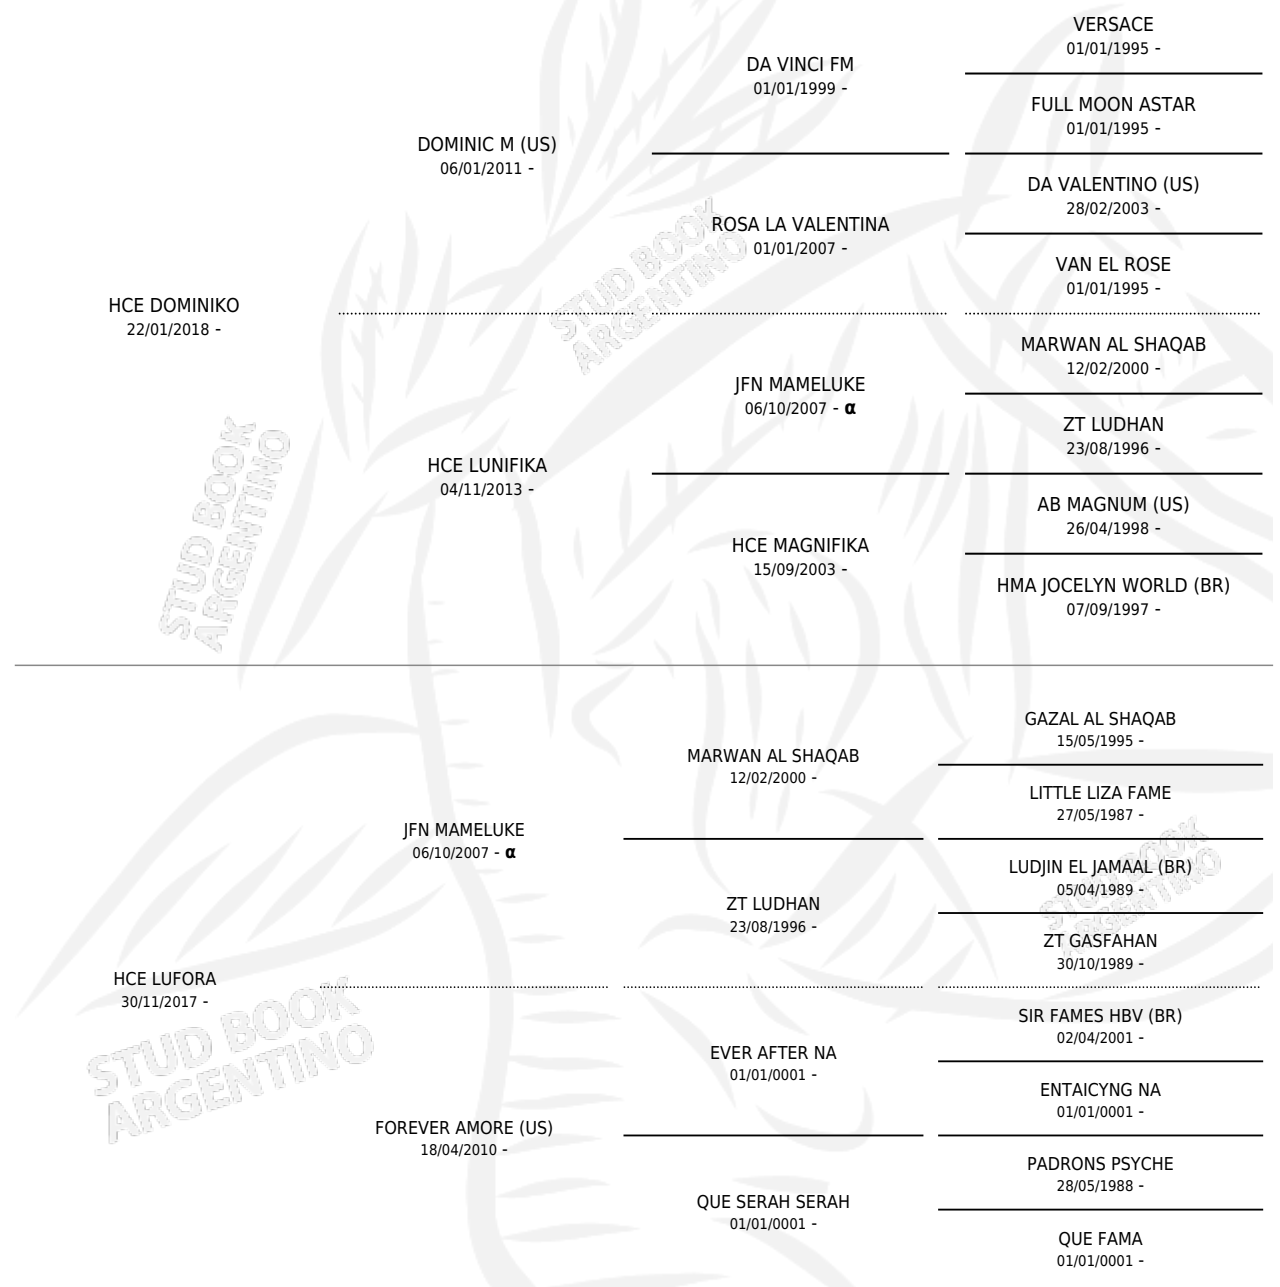 VERSACE
01/01/1995 -
DA VINCI FM
01/01/1999 -
FULL MOON ASTAR
01/01/1995 -
DOMINIC M (US)
06/01/2011 -
DA VALENTINO (US)
28/02/2003 -
ROSA LA VALENTINA
01/01/2007 -
VAN EL ROSE
01/01/1995 -
HCE DOMINIKO
22/01/2018 -
MARWAN AL SHAQAB
12/02/2000 -
JFN MAMELUKE
06/10/2007 - α
ZT LUDHAN
23/08/1996 -
HCE LUNIFIKA
04/11/2013 -
AB MAGNUM (US)
26/04/1998 -
HCE MAGNIFIKA
15/09/2003 -
HMA JOCELYN WORLD (BR)
07/09/1997 -
STUD BOOK
ARGENTINO
STUD BOOK
ARGENTINO
GAZAL AL SHAQAB
15/05/1995 -
MARWAN AL SHAQAB
12/02/2000 -
LITTLE LIZA FAME
27/05/1987 -
JFN MAMELUKE
06/10/2007 - α
LUDJIN EL JAMAAL (BR)
05/04/1989 -
ZT LUDHAN
23/08/1996 -
ZT GASFAHAN
30/10/1989 -
HCE LUFORA
30/11/2017 -
SIR FAMES HBV (BR)
02/04/2001 -
EVER AFTER NA
01/01/0001 -
ENTAICYNG NA
01/01/0001 -
FOREVER AMORE (US)
18/04/2010 -
PADRONS PSYCHE
28/05/1988 -
QUE SERAH SERAH
01/01/0001 -
QUE FAMA
01/01/0001 -
STUD BOOK
ARGENTINO
STUD BOOK
ARGENTINO